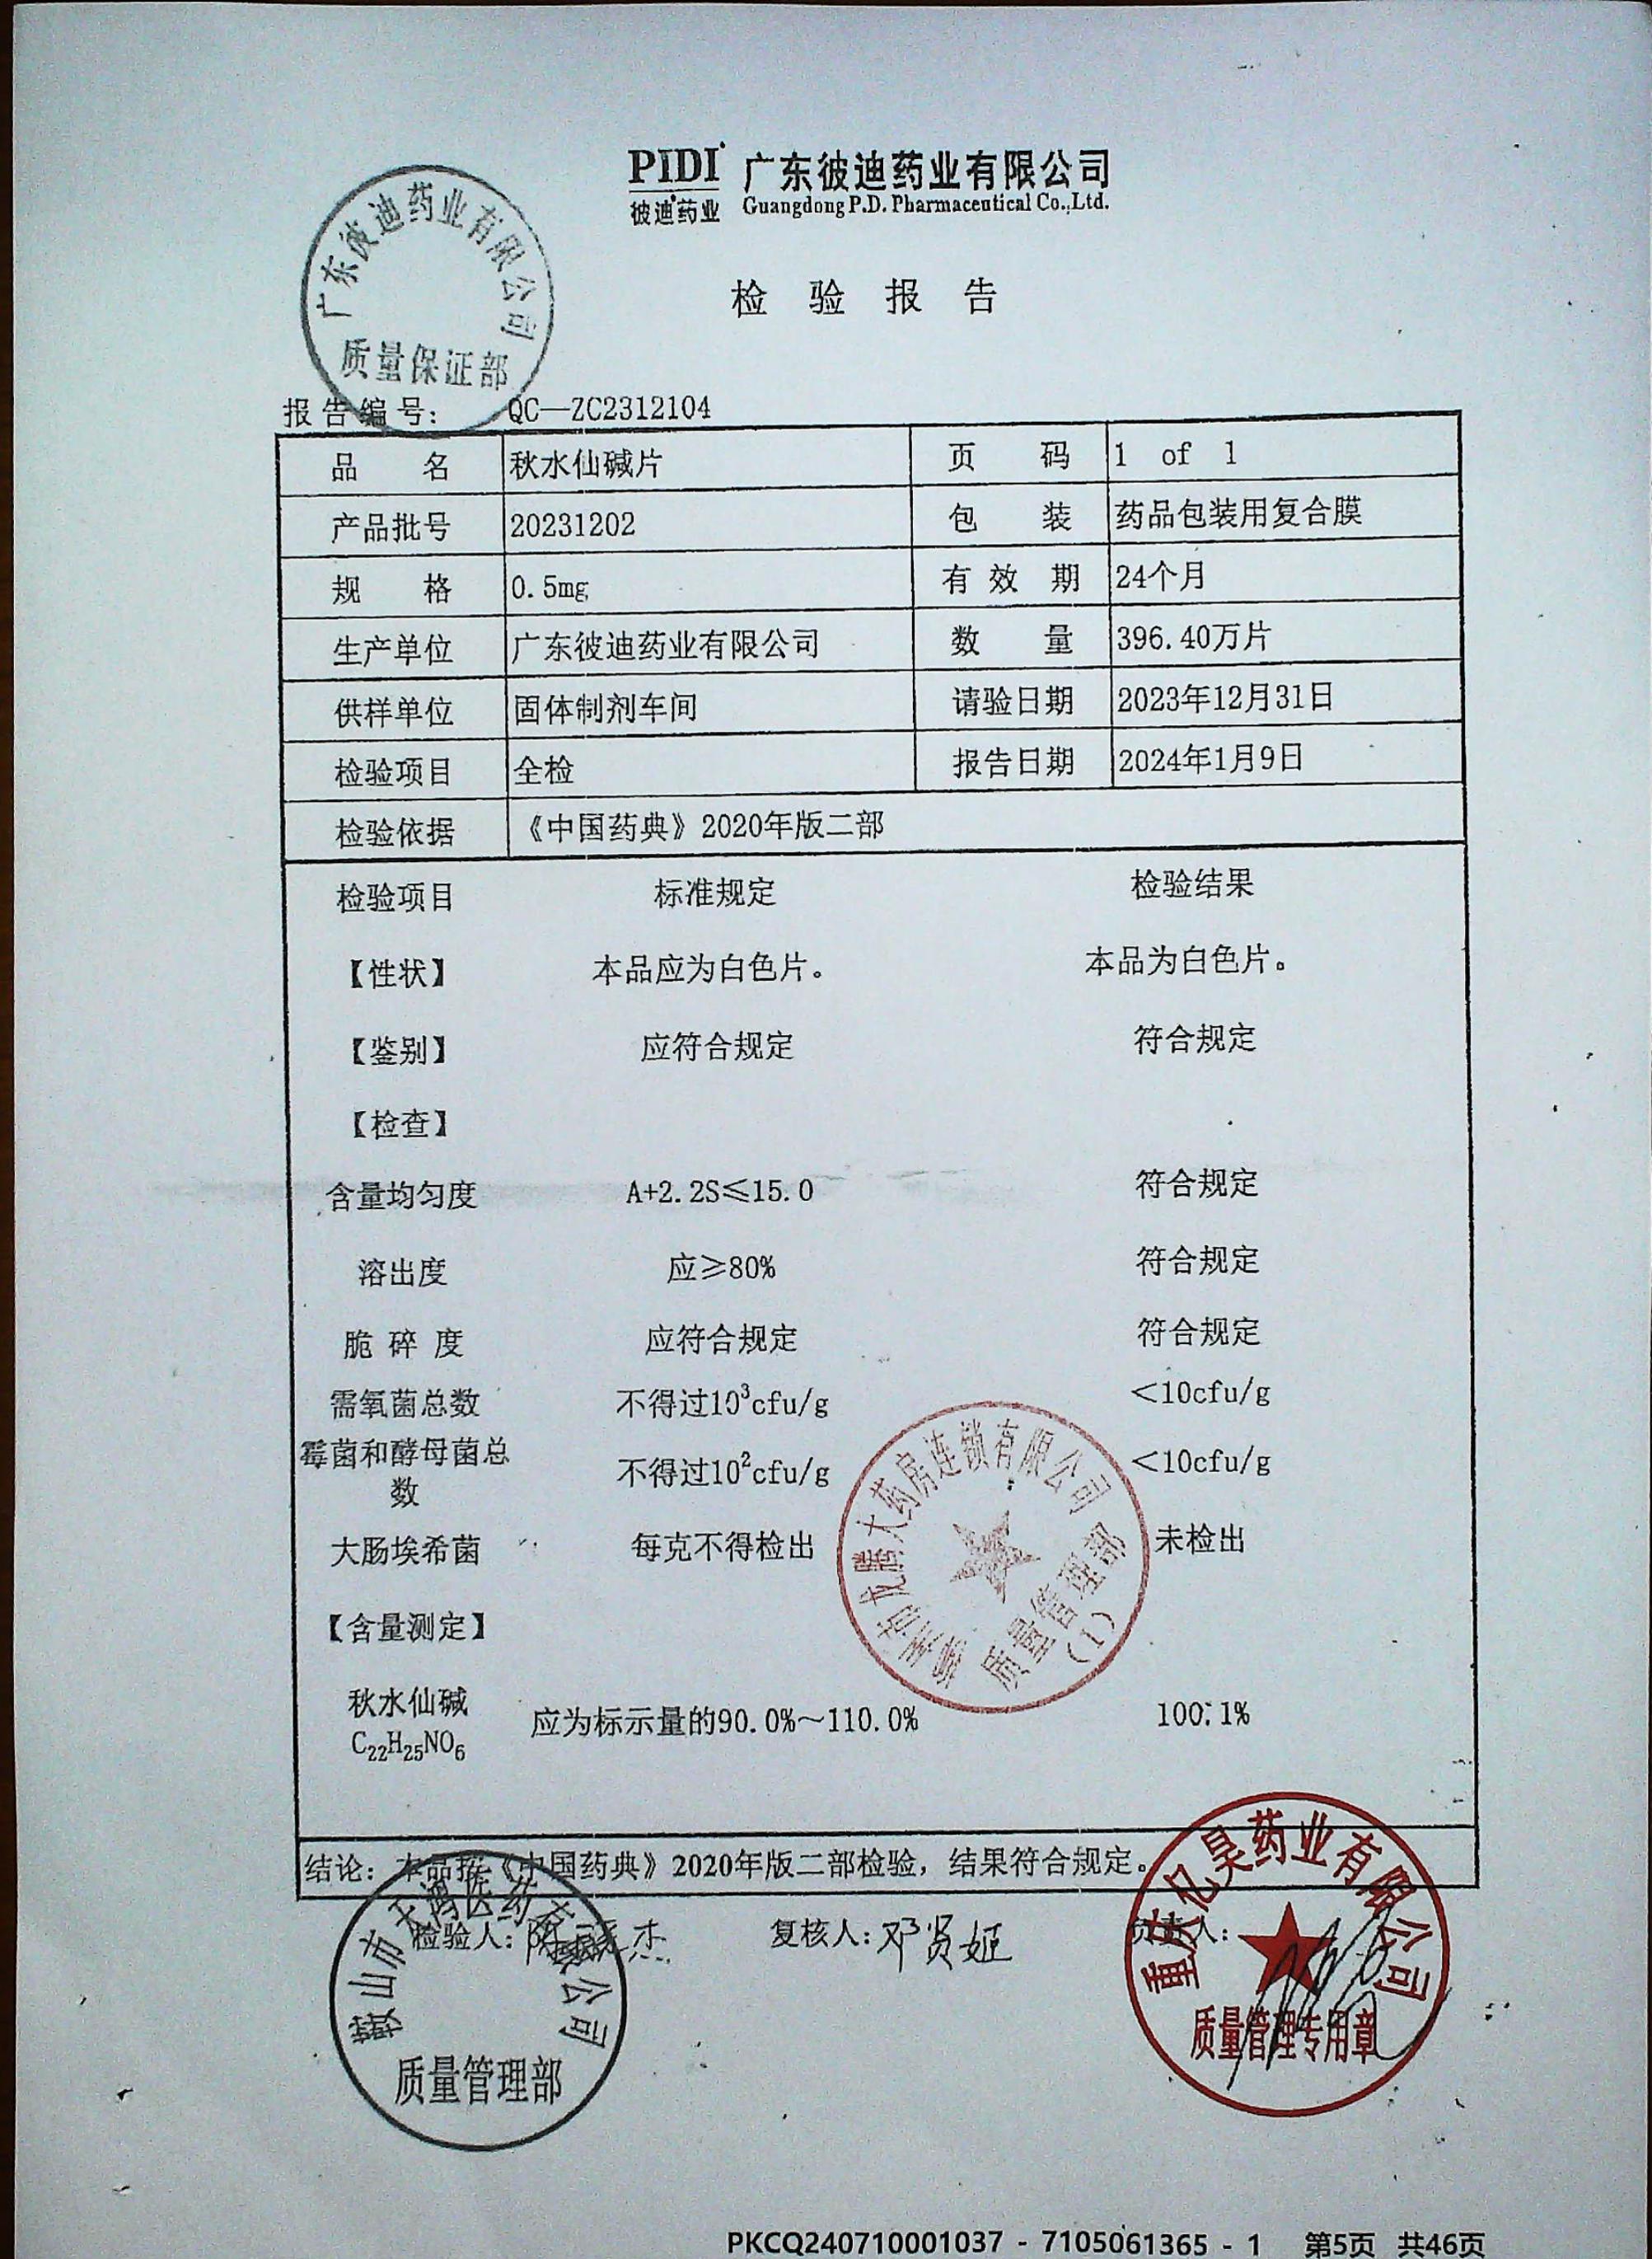 PIDI 广东彼迪药业有限公司
彼迪药业 Guangdong P.D. Pharmaceutical Co.,Ltd.
广东彼迪药业有限公司
质量保证部
检 验 报 告
报告编号： QC—ZC2312104
品 名 秋水仙碱片 页 码 1 of 1
产品批号 20231202 包 装 药品包装用复合膜
规 格 0.5mg 有 效 期 24个月
生产单位 广东彼迪药业有限公司 数 量 396.40万片
供样单位 固体制剂车间 请验日期 2023年12月31日
检验项目 全检 报告日期 2024年1月9日
检验依据 《中国药典》2020年版二部
检验项目 标准规定 检验结果
【性状】 本品应为白色片。 本品为白色片。
【鉴别】 应符合规定 符合规定
【检查】
含量均匀度 A+2.2S≤15.0 符合规定
溶出度 应≥80% 符合规定
脆碎度 应符合规定 符合规定
需氧菌总数 不得过10³cfu/g <10cfu/g
霉菌和酵母菌总
数 不得过10²cfu/g <10cfu/g
大肠埃希菌 每克不得检出 未检出
大药房连锁有限公司
质量管理部
(1)
【含量测定】
秋水仙碱 应为标示量的90.0%～110.0% 100.1%
C₂₂H₂₅NO₆
结论：本品按《中国药典》2020年版二部检验，结果符合规定。
检验人： 复核人：邓贤姬 负责人：
重庆亿昊药业有限公司
质量管理专用章
公司
质量管理部
PKCQ240710001037 - 7105061365 - 1 第5页 共46页